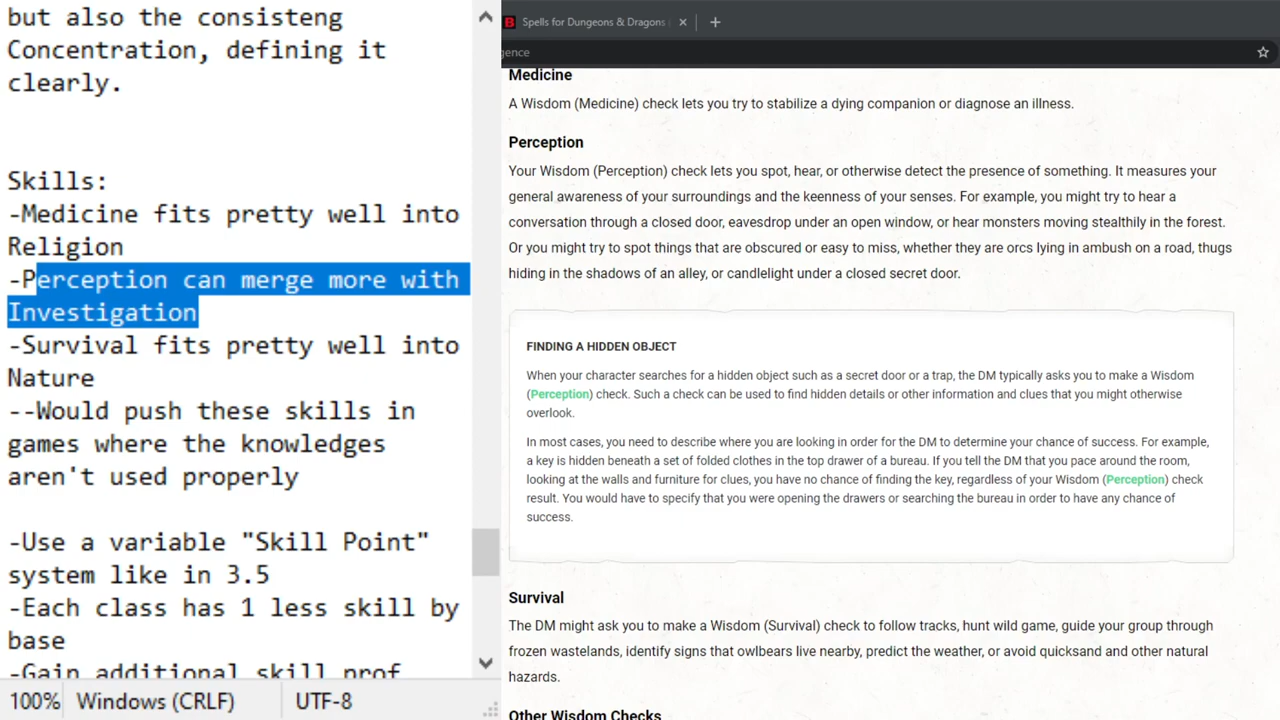 but also the consisteng
Concentration, defining it
clearly.
Skills:
-Medicine fits pretty well into
Religion
-Perception can merge more with
Investigation
-Survival fits pretty well into
Nature
--Would push these skills in
games where the knowledges
aren't used properly
-Use a variable "Skill Point"
system like in 3.5
-Each class has 1 less skill by
base
-Gain additional skill prof
100% Windows (CRLF) UTF-8
B Spells for Dungeons & Dragons
gence
Medicine
A Wisdom (Medicine) check lets you try to stabilize a dying companion or diagnose an illness.
Perception
Your Wisdom (Perception) check lets you spot, hear, or otherwise detect the presence of something. It measures your
general awareness of your surroundings and the keenness of your senses. For example, you might try to hear a
conversation through a closed door, eavesdrop under an open window, or hear monsters moving stealthily in the forest.
Or you might try to spot things that are obscured or easy to miss, whether they are orcs lying in ambush on a road, thugs
hiding in the shadows of an alley, or candlelight under a closed secret door.
FINDING A HIDDEN OBJECT
When your character searches for a hidden object such as a secret door or a trap, the DM typically asks you to make a Wisdom
(Perception) check. Such a check can be used to find hidden details or other information and clues that you might otherwise
overlook.
In most cases, you need to describe where you are looking in order for the DM to determine your chance of success. For example,
a key is hidden beneath a set of folded clothes in the top drawer of a bureau. If you tell the DM that you pace around the room,
looking at the walls and furniture for clues, you have no chance of finding the key, regardless of your Wisdom (Perception) check
result. You would have to specify that you were opening the drawers or searching the bureau in order to have any chance of
success.
Survival
The DM might ask you to make a Wisdom (Survival) check to follow tracks, hunt wild game, guide your group through
frozen wastelands, identify signs that owlbears live nearby, predict the weather, or avoid quicksand and other natural
hazards.
Other Wisdom Checks